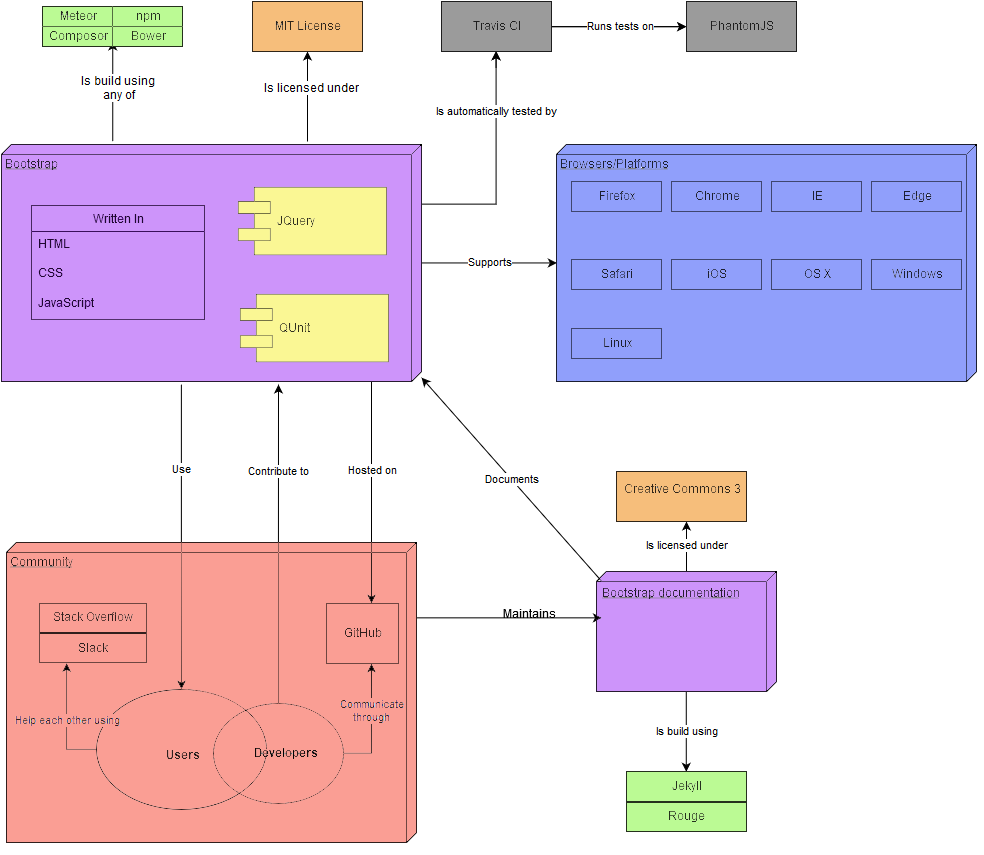 Meteor npm
Composor Bower
MIT License
Travis CI
Runs tests on
PhantomJS
Is build using
any of
Is licensed under
Is automatically tested by
Bootstrap
Written In
HTML
CSS
JavaScript
JQuery
QUnit
Supports
Browsers/Platforms
Firefox Chrome IE Edge
Safari iOS OS X Windows
Linux
Use
Contribute to
Hosted on
Documents
Creative Commons 3
Is licensed under
Community
Stack Overflow
Slack
GitHub
Maintains
Bootstrap documentation
Help each other using
Communicate
through
Users
Developers
Is build using
Jekyll
Rouge